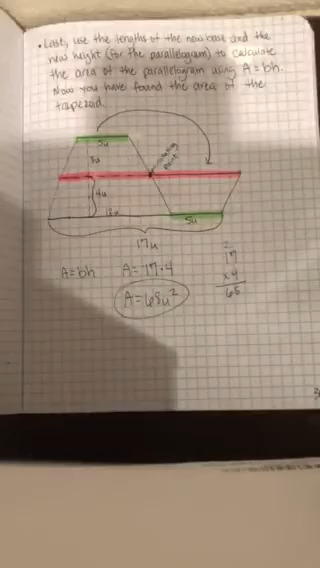 • Last, use the lengths of the new base and the
new height (for the parallelogram) to calculate
the area of the parallelogram using A=bh.
Now you have found the area of the
trapezoid.
5u
8u
4u
12u
5u
17u
A=bh A=17·4
A=68u²
2
17
x4
68